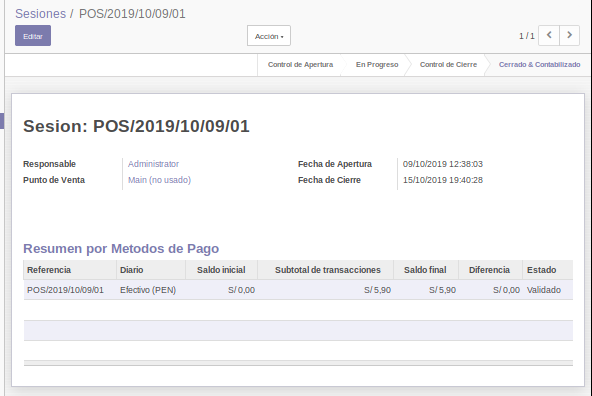 Sesiones / POS/2019/10/09/01
Editar
Acción
1 / 1
Control de Apertura En Progreso Control de Cierre Cerrado & Contabilizado
Sesion: POS/2019/10/09/01
Responsable Administrator Fecha de Apertura 09/10/2019 12:38:03
Punto de Venta Main (no usado) Fecha de Cierre 15/10/2019 19:40:28
Resumen por Metodos de Pago
Referencia Diario Saldo inicial Subtotal de transacciones Saldo final Diferencia Estado
POS/2019/10/09/01 Efectivo (PEN) S/ 0,00 S/ 5,90 S/ 5,90 S/ 0,00 Validado